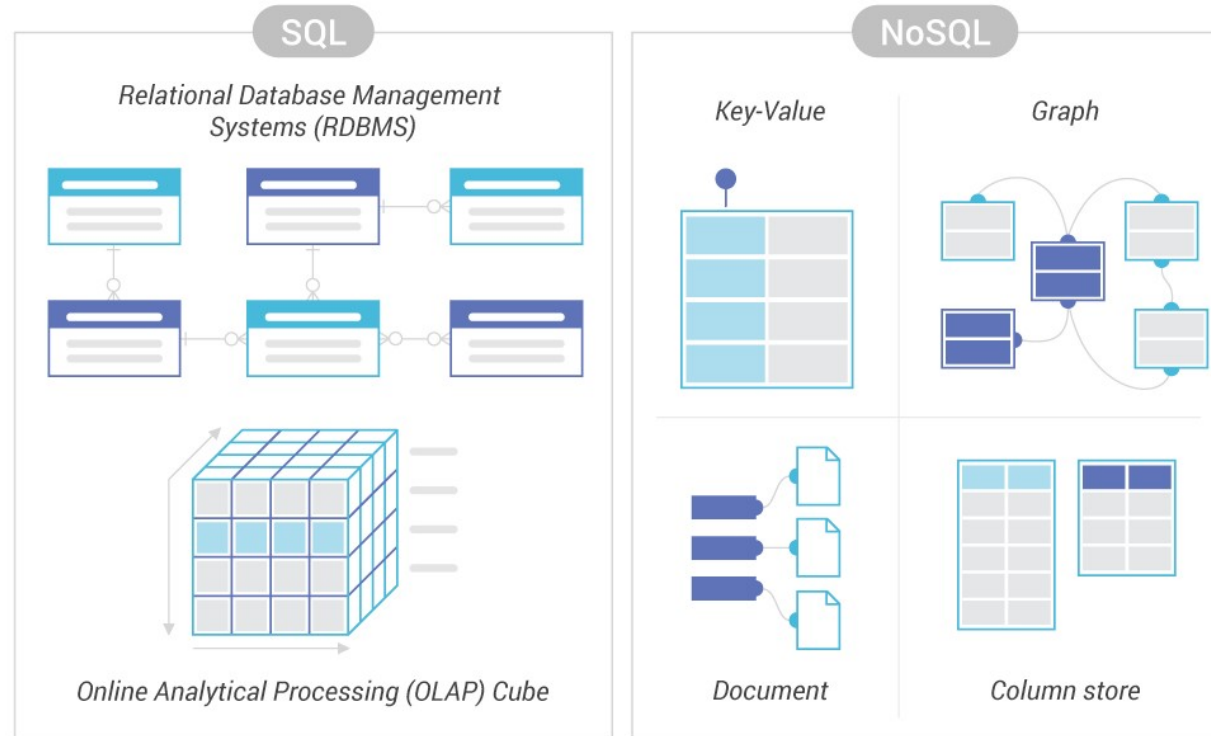 SQL
Relational Database Management
Systems (RDBMS)
Online Analytical Processing (OLAP) Cube
NoSQL
Key-Value
Graph
Document
Column store